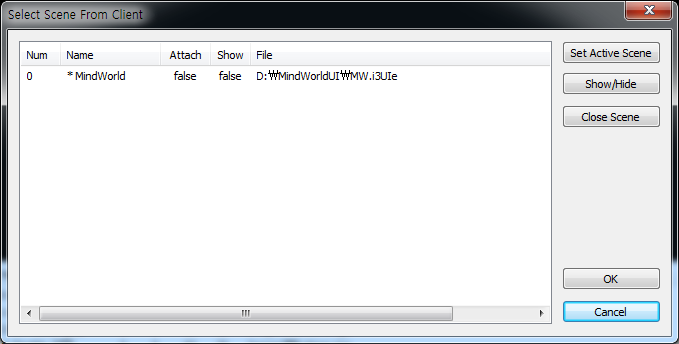 Select Scene From Client
Num Name Attach Show File
0 * MindWorld false false D:₩MindWorldUI₩MW.i3UIe
Set Active Scene
Show/Hide
Close Scene
OK
Cancel